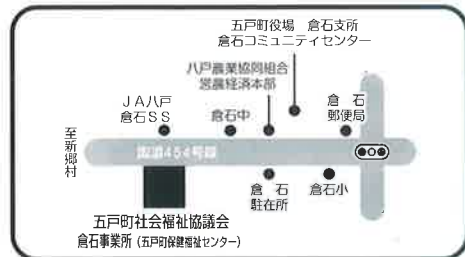 五戸町役場 倉石支所
倉石コミュニティセンター
八戸農業協同組合
営農経済本部
JA八戸
倉石SS
倉石中
倉石
郵便局
至新郷村
国道454号線
倉石
駐在所
倉石小
五戸町社会福祉協議会
倉石事業所(五戸町保健福祉センター)